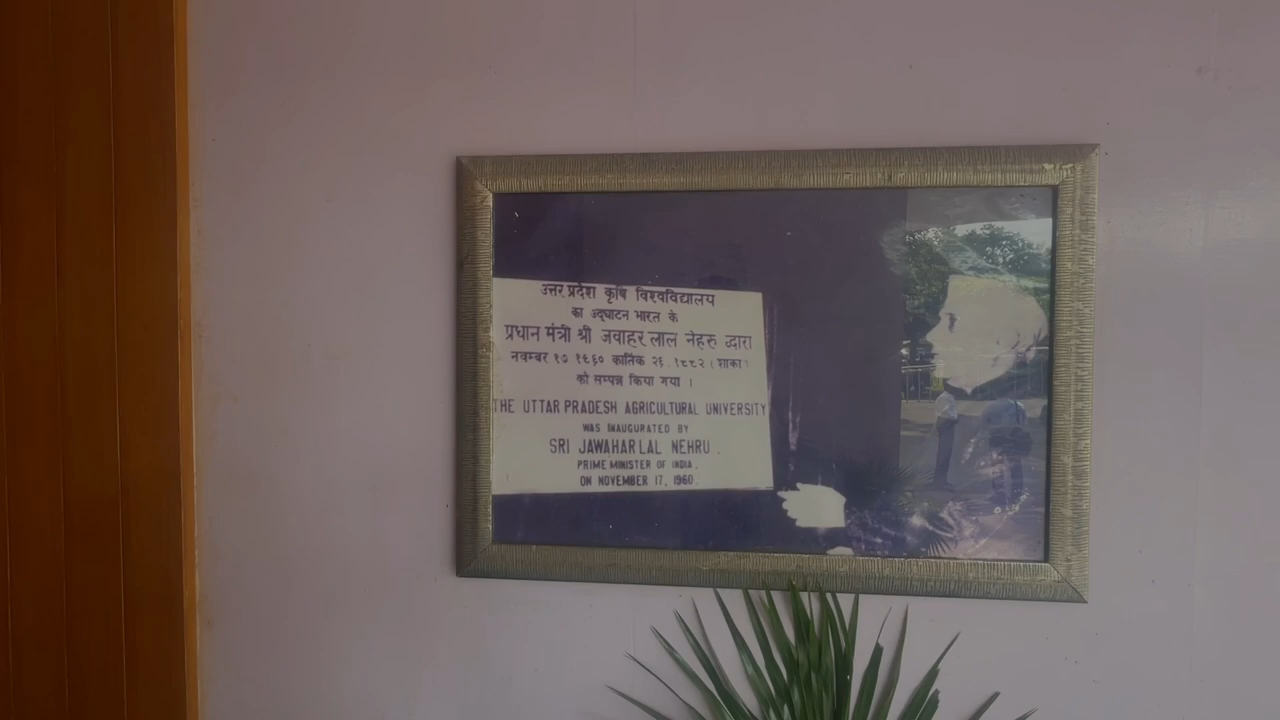 उत्तर प्रदेश कृषि विश्वविद्यालय
का उद्घाटन भारत के
प्रधान मंत्री श्री जवाहर लाल नेहरु द्वारा
नवम्बर १७ १९६० कार्तिक २६, १८८२ (शाका)
को सम्पन्न किया गया ।
THE UTTAR PRADESH AGRICULTURAL UNIVERSITY
WAS INAUGURATED BY
SRI JAWAHARLAL NEHRU.
PRIME MINISTER OF INDIA.
ON NOVEMBER 17, 1960.